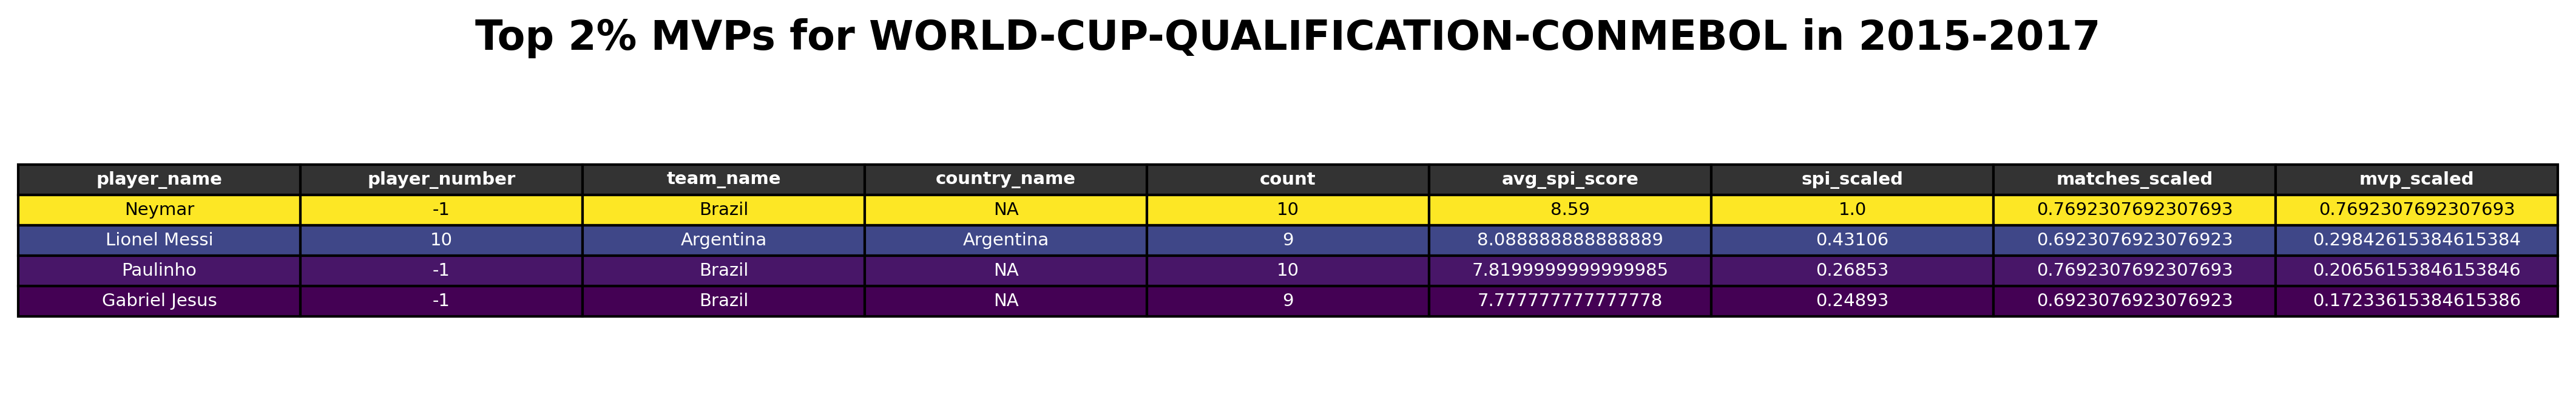 Top 2% MVPs for WORLD-CUP-QUALIFICATION-CONMEBOL in 2015-2017
player_name player_number team_name country_name count avg_spi_score spi_scaled matches_scaled mvp_scaled
Neymar -1 Brazil NA 10 8.59 1.0 0.7692307692307693 0.7692307692307693
Lionel Messi 10 Argentina Argentina 9 8.088888888888889 0.43106 0.6923076923076923 0.29842615384615384
Paulinho -1 Brazil NA 10 7.8199999999999985 0.26853 0.7692307692307693 0.20656153846153846
Gabriel Jesus -1 Brazil NA 9 7.777777777777778 0.24893 0.6923076923076923 0.17233615384615386